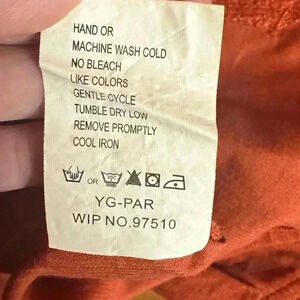 HAND OR
MACHINE WASH COLD
NO BLEACH
LIKE COLORS
GENTLE CYCLE
TUMBLE DRY LOW
REMOVE PROMPTLY
COOL IRON
OR
YG-PAR
WIP NO.97510